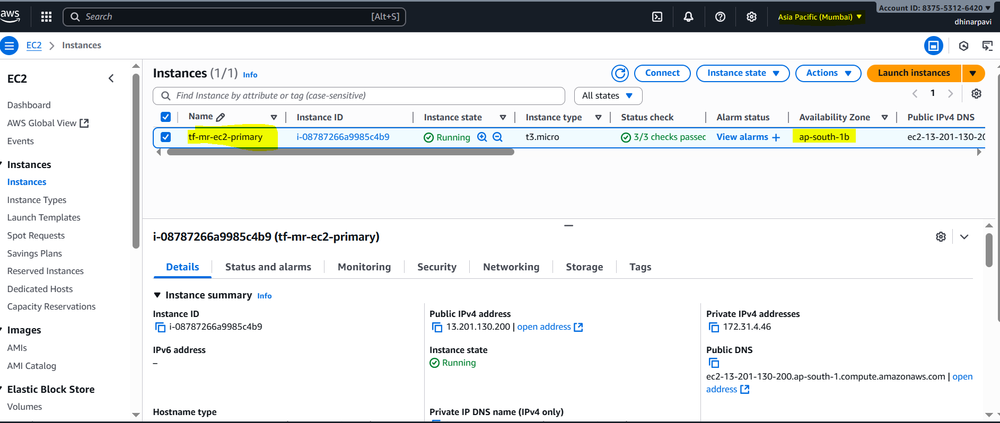 aws
Search [Alt+S]
Asia Pacific (Mumbai)
Account ID: 8375-5312-6420
dhinarpavi
EC2 Instances
EC2
Dashboard
AWS Global View
Events
Instances
Instances
Instance Types
Launch Templates
Spot Requests
Savings Plans
Reserved Instances
Dedicated Hosts
Capacity Reservations
Images
AMIs
AMI Catalog
Elastic Block Store
Volumes
Instances (1/1) Info
Connect Instance state Actions Launch instances
Find Instance by attribute or tag (case-sensitive) All states 1
Name Instance ID Instance state Instance type Status check Alarm status Availability Zone Public IPv4 DNS
tf-mr-ec2-primary i-08787266a9985c4b9 Running t3.micro 3/3 checks passec View alarms + ap-south-1b ec2-13-201-130-20
i-08787266a9985c4b9 (tf-mr-ec2-primary)
Details Status and alarms Monitoring Security Networking Storage Tags
Instance summary Info
Instance ID Public IPv4 address Private IPv4 addresses
i-08787266a9985c4b9 13.201.130.200 | open address 172.31.4.46
IPv6 address Instance state Public DNS
– Running
ec2-13-201-130-200.ap-south-1.compute.amazonaws.com | open
address
Hostname type Private IP DNS name (IPv4 only)